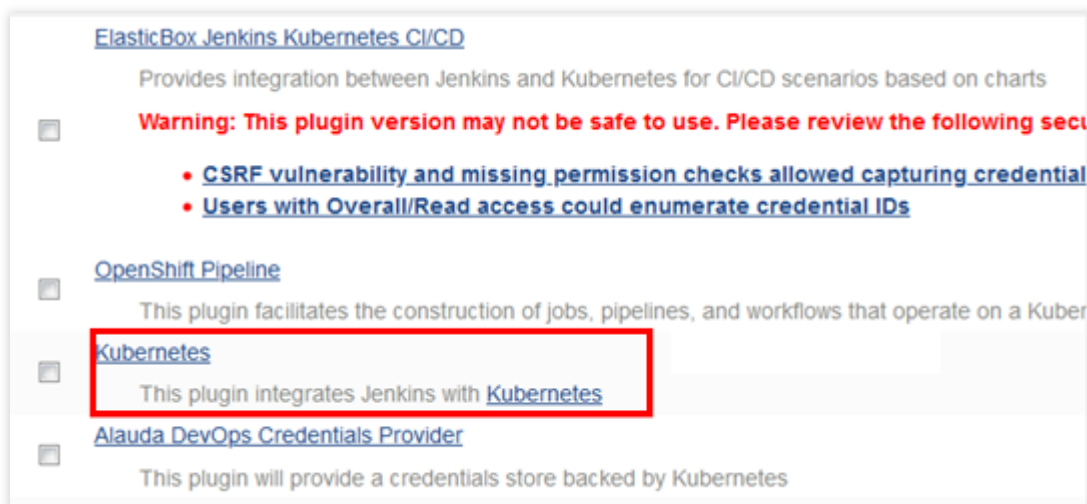 ElasticBox Jenkins Kubernetes CI/CD
Provides integration between Jenkins and Kubernetes for CI/CD scenarios based on charts
Warning: This plugin version may not be safe to use. Please review the following secu
CSRF vulnerability and missing permission checks allowed capturing credential
Users with Overall/Read access could enumerate credential IDs
OpenShift Pipeline
This plugin facilitates the construction of jobs, pipelines, and workflows that operate on a Kuber
Kubernetes
This plugin integrates Jenkins with Kubernetes
Alauda DevOps Credentials Provider
This plugin will provide a credentials store backed by Kubernetes